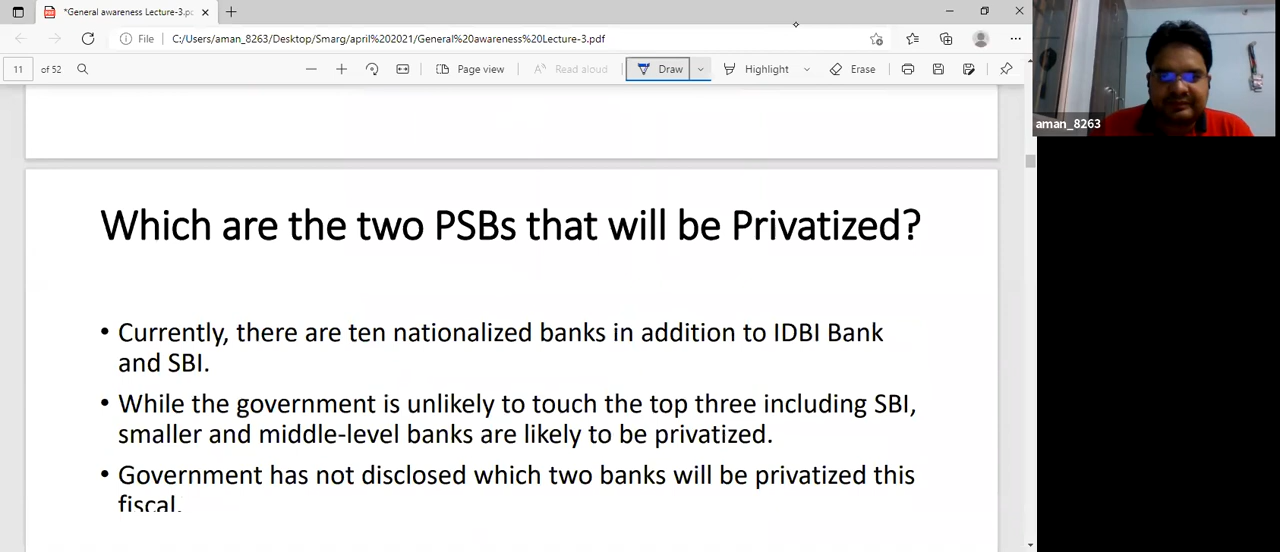 *General awareness Lecture-3.pc
File
C:/Users/aman_8263/Desktop/Smarg/april%202021/General%20awareness%20Lecture-3.pdf
11 of 52
Page view
Read aloud
Draw
Highlight
Erase
aman_8263
Which are the two PSBs that will be Privatized?
• Currently, there are ten nationalized banks in addition to IDBI Bank
and SBI.
• While the government is unlikely to touch the top three including SBI,
smaller and middle-level banks are likely to be privatized.
• Government has not disclosed which two banks will be privatized this
fiscal.